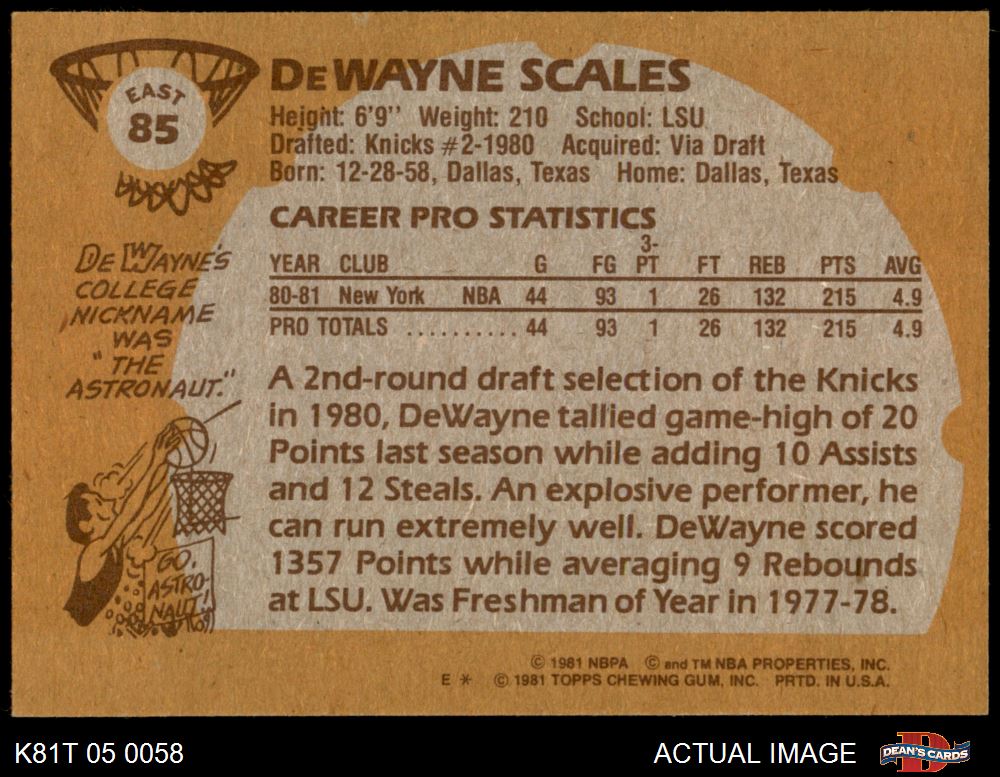 EAST
85
DEWAYNE SCALES
Height: 6'9'' Weight: 210 School: LSU
Drafted: Knicks #2-1980 Acquired: Via Draft
Born: 12-28-58, Dallas, Texas Home: Dallas, Texas
CAREER PRO STATISTICS
YEAR CLUB G FG 3-PT FT REB PTS AVG
80-81 New York NBA 44 93 1 26 132 215 4.9
PRO TOTALS .......... 44 93 1 26 132 215 4.9
DEWAYNE'S
COLLEGE
NICKNAME
WAS
"THE
ASTRONAUT."
GO,
ASTRO-
NAUT!
A 2nd-round draft selection of the Knicks
in 1980, DeWayne tallied game-high of 20
Points last season while adding 10 Assists
and 12 Steals. An explosive performer, he
can run extremely well. DeWayne scored
1357 Points while averaging 9 Rebounds
at LSU. Was Freshman of Year in 1977-78.
© 1981 NBPA © and TM NBA PROPERTIES, INC.
E * © 1981 TOPPS CHEWING GUM, INC. PRTD. IN U.S.A.
K81T 05 0058 ACTUAL IMAGE DEAN'S CARDS